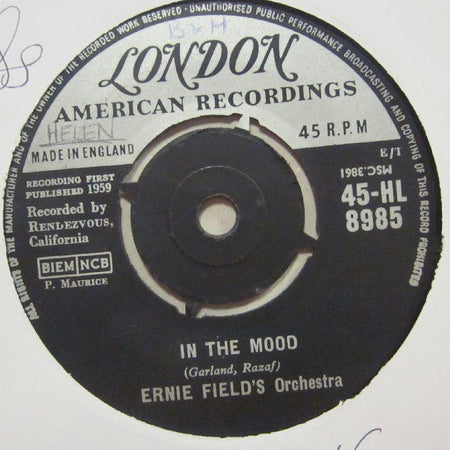 ALL RIGHTS OF THE MANUFACTURER AND OF THE OWNER OF THE RECORDED WORK RESERVED · UNAUTHORISED PUBLIC PERFORMANCE BROADCASTING AND COPYING OF THIS RECORD PROHIBITED
B & H
LONDON
AMERICAN RECORDINGS
HELEN
45 R.P.M
MADE IN ENGLAND
E/T
RECORDING FIRST
PUBLISHED 1959
MSC.3861
Recorded by
RENDEZVOUS,
California
45-HL
8985
BIEM NCB
P. MAURICE
IN THE MOOD
(Garland, Razaf)
ERNIE FIELD'S Orchestra